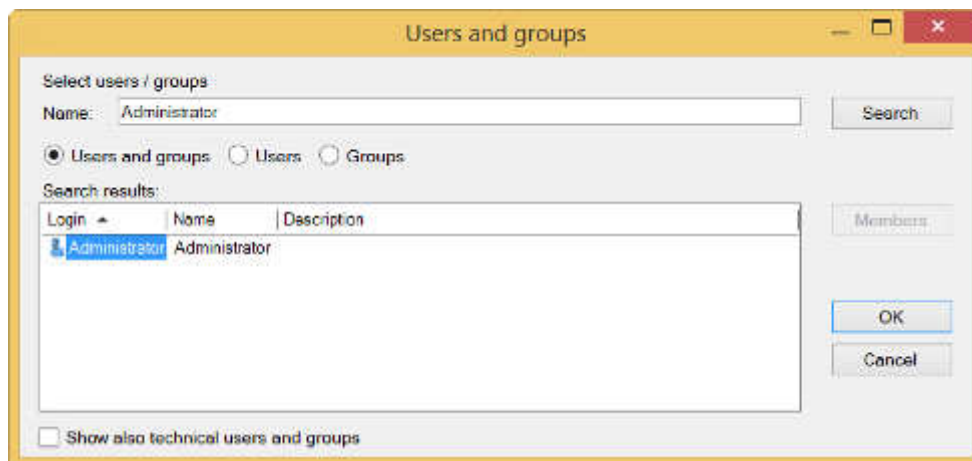 Users and groups
Select users / groups
Name: Administrator Search
Users and groups Users Groups
Search results:
Login Name Description Members
Administrator Administrator
OK
Cancel
Show also technical users and groups